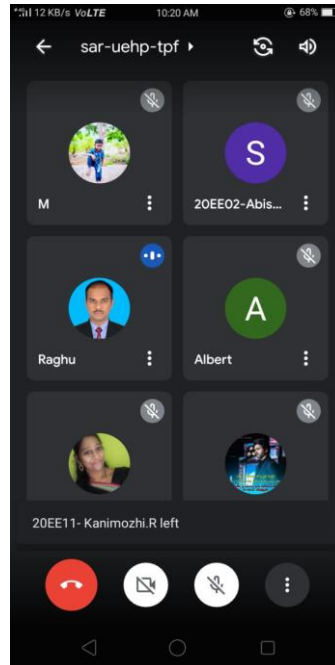 12 KB/s VoLTE 10:20 AM 68%
sar-uehp-tpf
S
M
20EE02-Abis...
A
Raghu
Albert
20EE11- Kanimozhi.R left